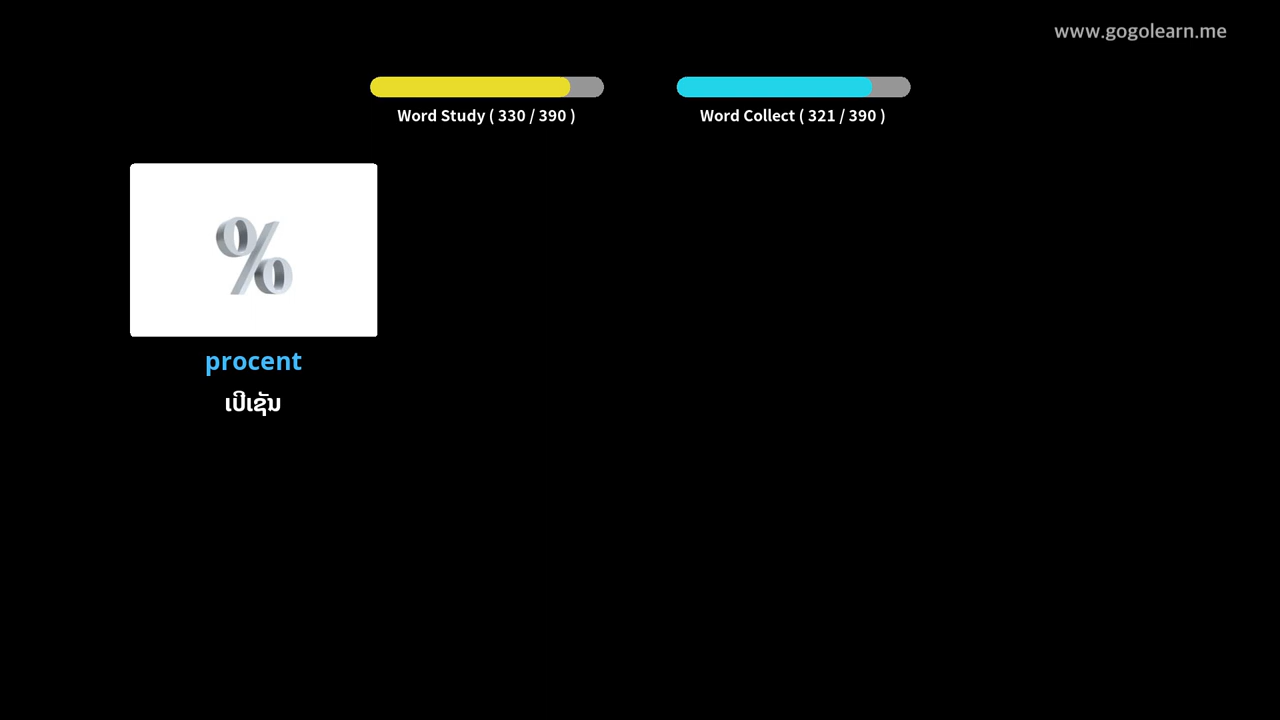 www.gogolearn.me
Word Study ( 330 / 390 )
Word Collect ( 321 / 390 )
%
procent
ເປີເຊັນ